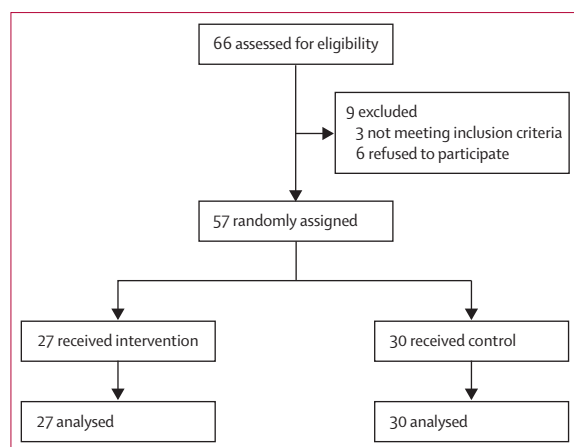 66 assessed for eligibility
9 excluded
3 not meeting inclusion criteria
6 refused to participate
57 randomly assigned
27 received intervention
30 received control
27 analysed
30 analysed